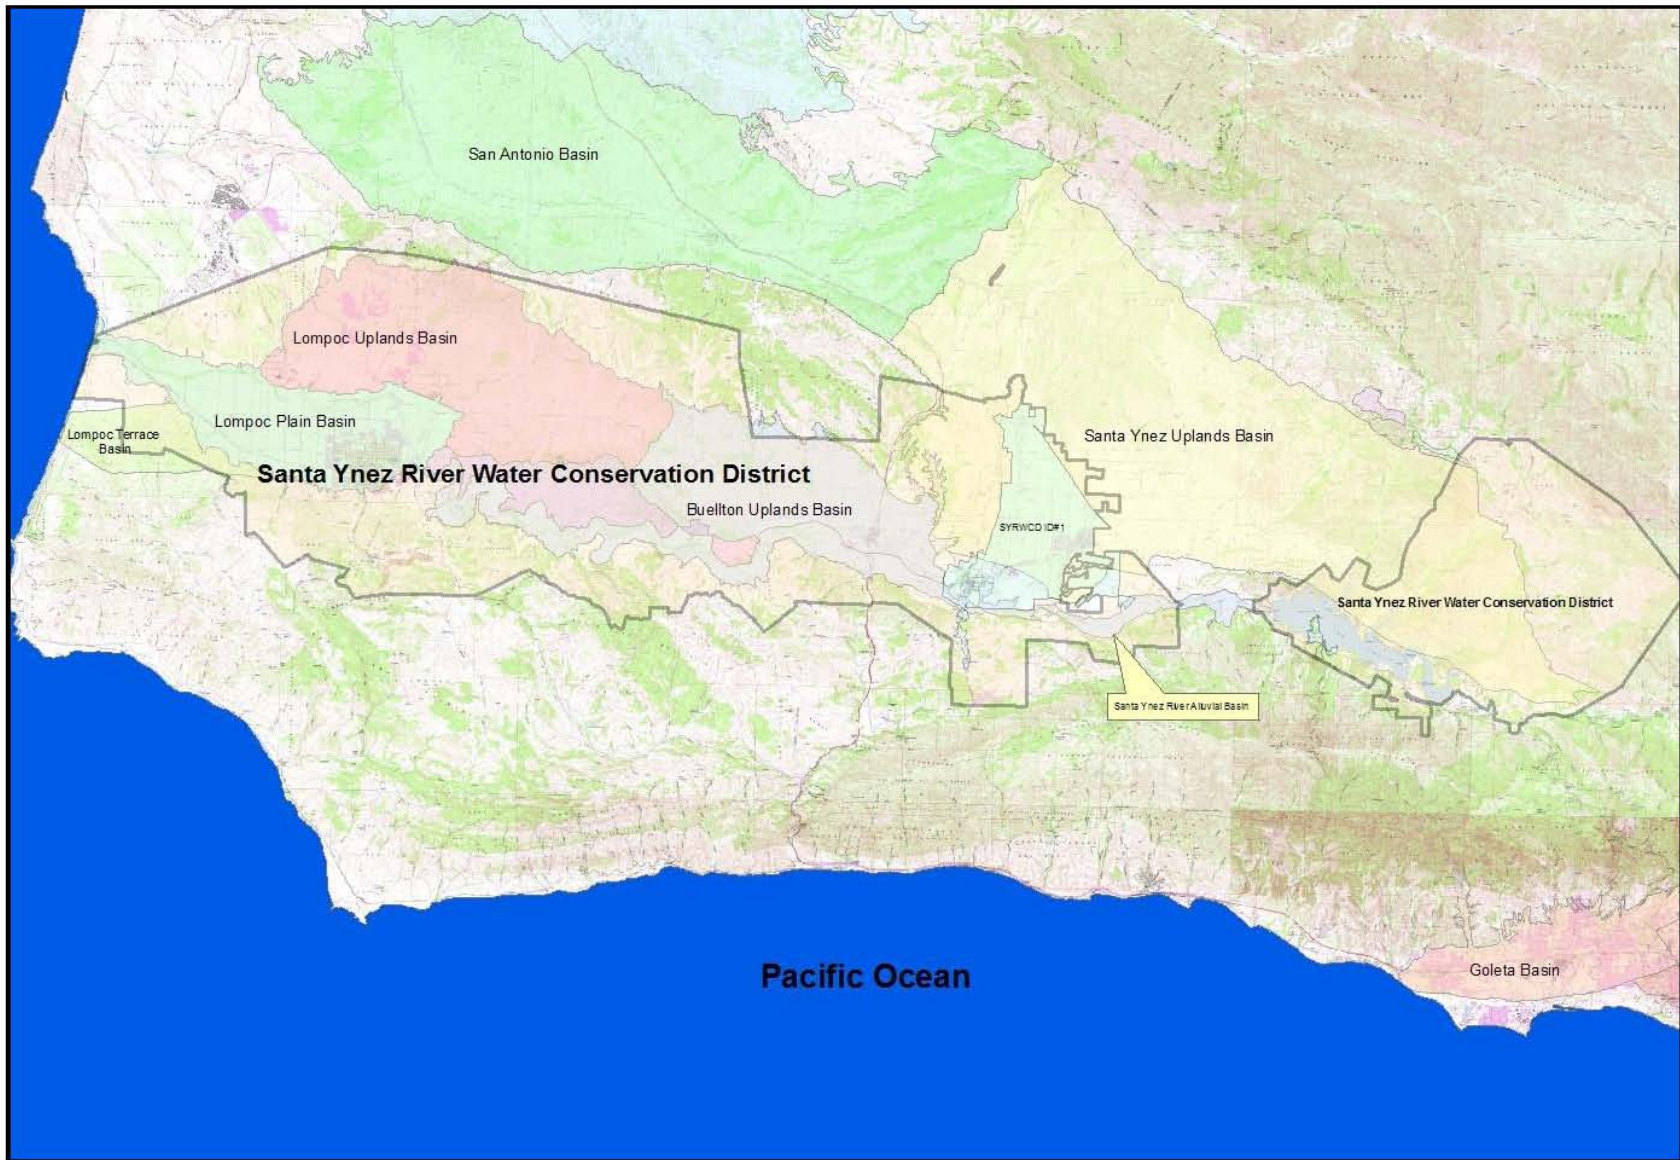 San Antonio Basin
Lompoc Uplands Basin
Lompoc Plain Basin
Lompoc Terrace
Basin
Santa Ynez Uplands Basin
Santa Ynez River Water Conservation District
Buellton Uplands Basin
SYRWCD ID#1
Santa Ynez River Water Conservation District
Santa Ynez River Alluvial Basin
Pacific Ocean
Goleta Basin